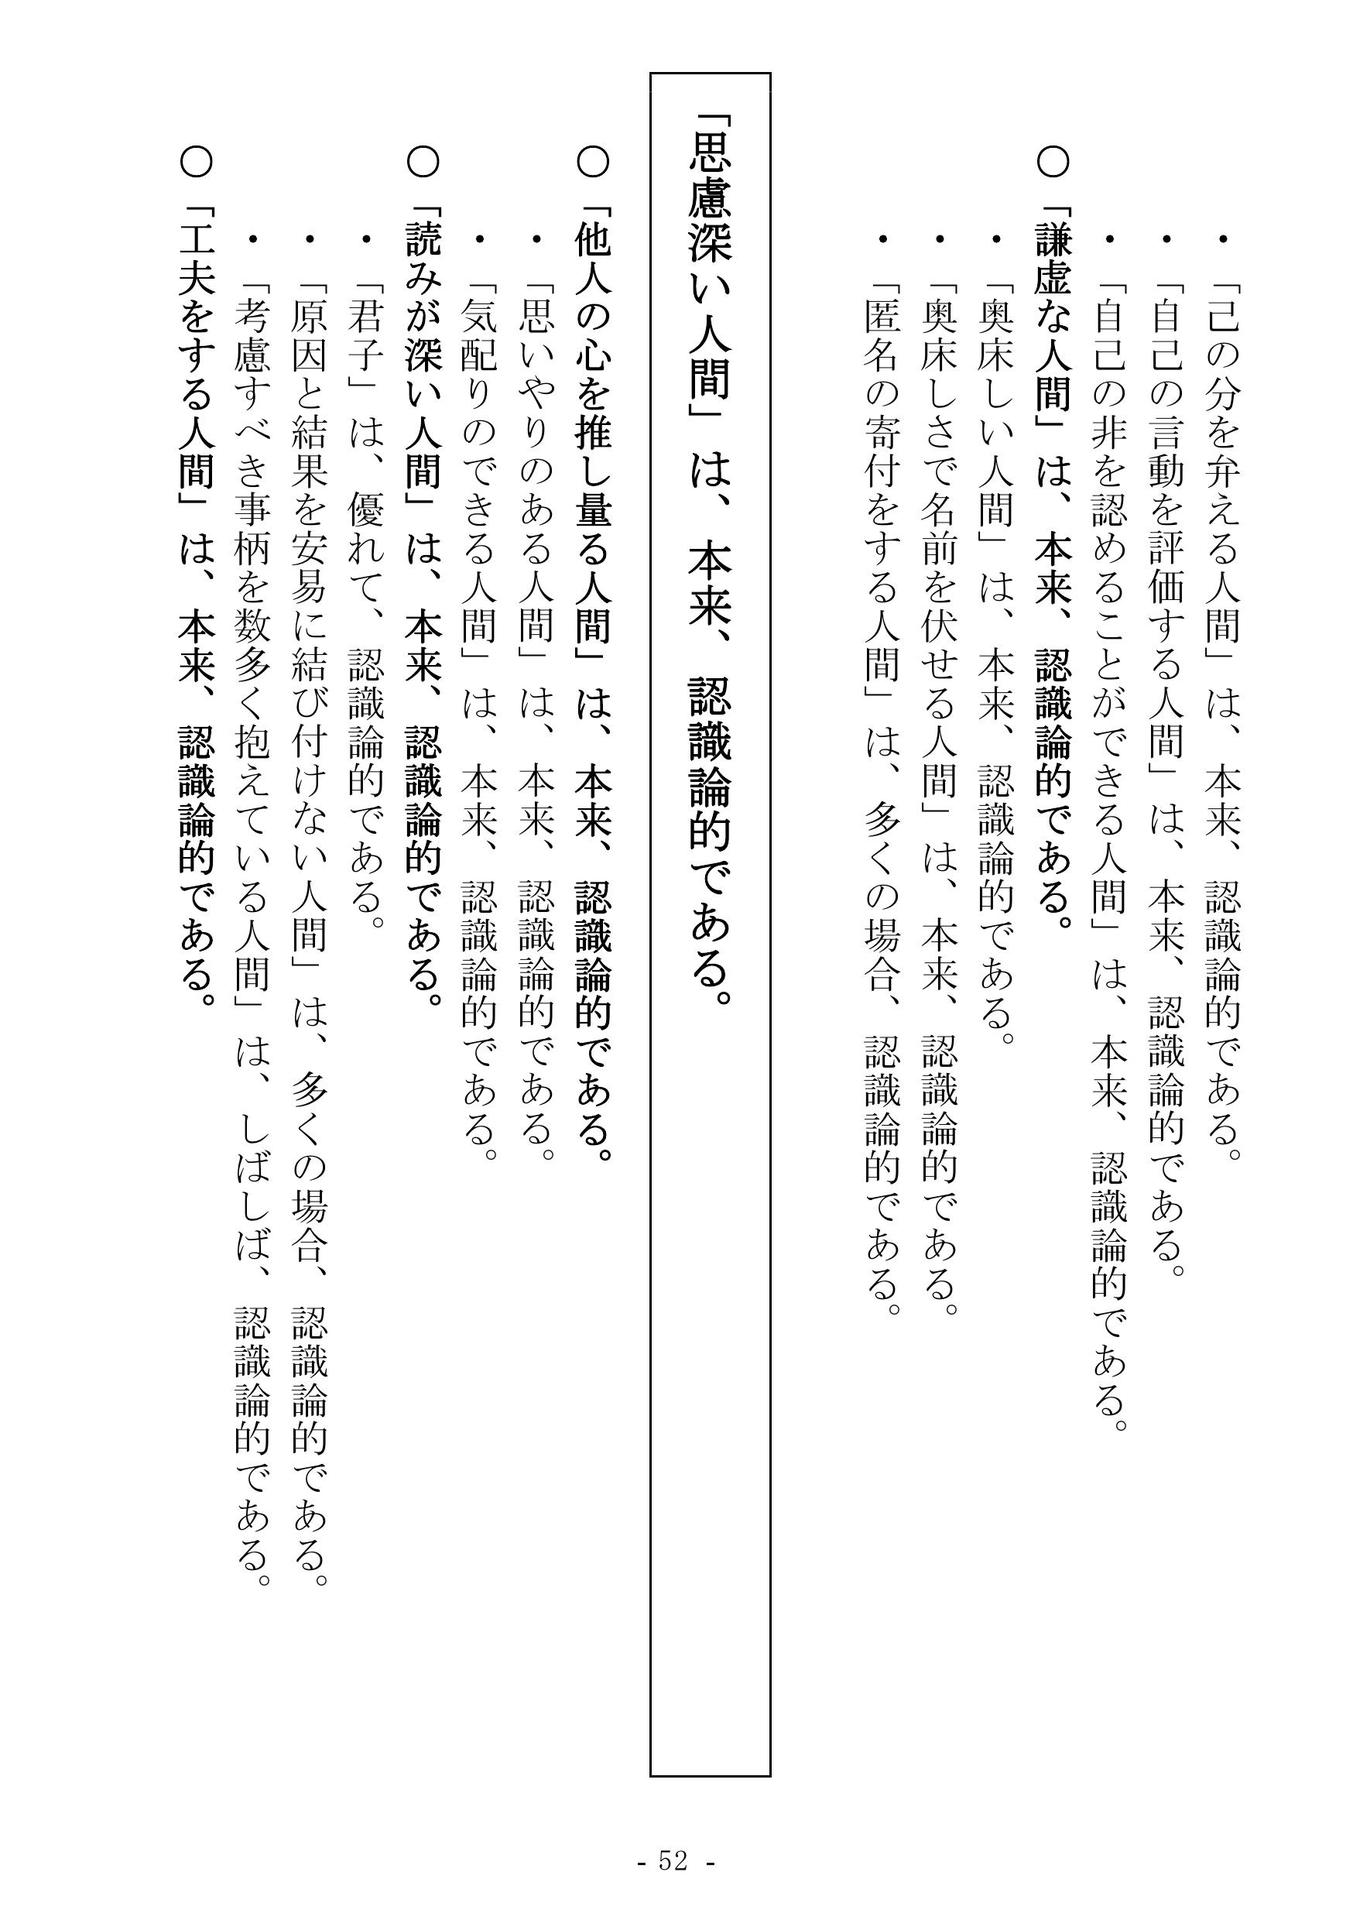 ・「己の分を弁える人間」は、本来、認識論的である。
・「自己の言動を評価する人間」は、本来、認識論的である。
・「自己の非を認めることができる人間」は、本来、認識論的である。
○「謙虚な人間」は、本来、認識論的である。
・「奥床しい人間」は、本来、認識論的である。
・「奥床しさで名前を伏せる人間」は、本来、認識論的である。
・「匿名の寄付をする人間」は、多くの場合、認識論的である。
「思慮深い人間」は、本来、認識論的である。
○「他人の心を推し量る人間」は、本来、認識論的である。
・「思いやりのある人間」は、本来、認識論的である。
・「気配りのできる人間」は、本来、認識論的である。
○「読みが深い人間」は、本来、認識論的である。
・「君子」は、優れて、認識論的である。
・「原因と結果を安易に結び付けない人間」は、多くの場合、認識論的である。
・「考慮すべき事柄を数多く抱えている人間」は、しばしば、認識論的である。
○「工夫をする人間」は、本来、認識論的である。
- 52 -